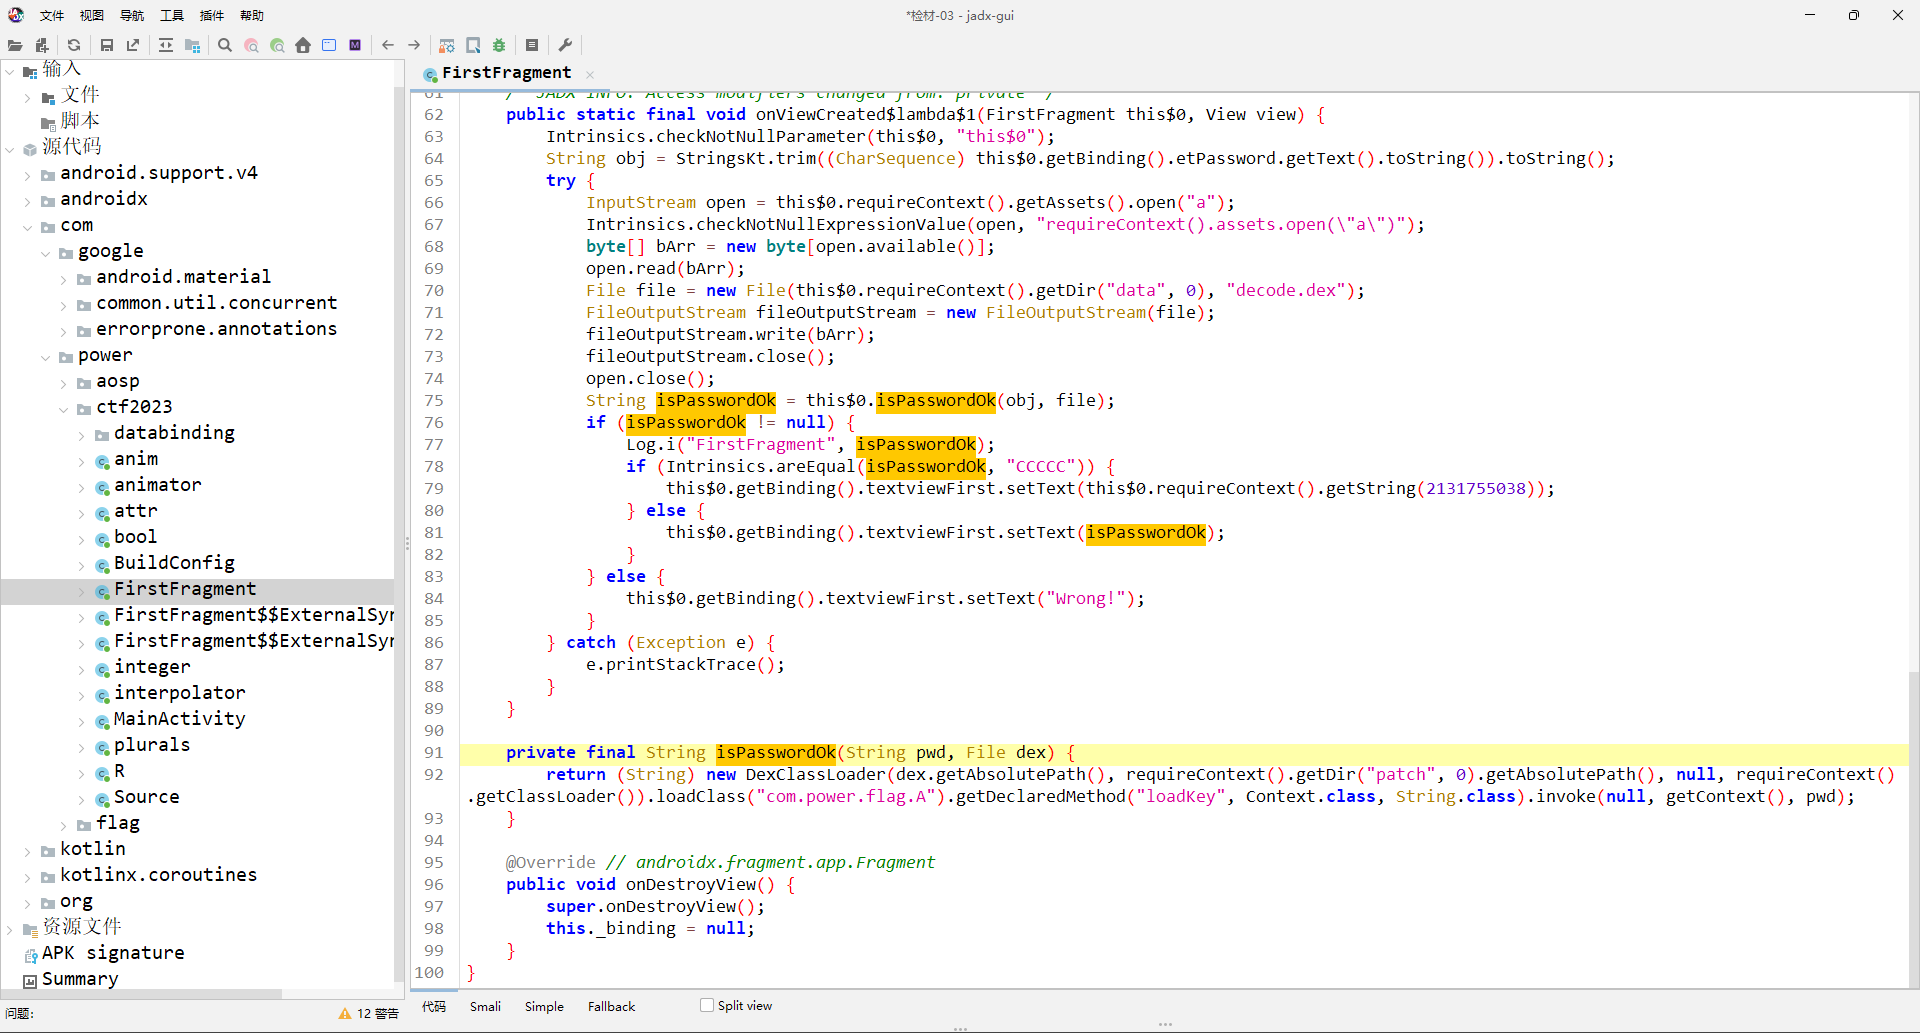 文件 视图 导航 工具 插件 帮助
*检材-03 - jadx-gui
输入
文件
脚本
源代码
android.support.v4
androidx
com
google
android.material
common.util.concurrent
errorprone.annotations
power
aosp
ctf2023
databinding
anim
animator
attr
bool
BuildConfig
FirstFragment
FirstFragment$$ExternalSyn
FirstFragment$$ExternalSyn
integer
interpolator
MainActivity
plurals
R
Source
flag
kotlin
kotlinx.coroutines
org
资源文件
APK signature
Summary
问题: 12 警告
FirstFragment
61 /* JADX INFO: Access modifiers changed from: private */
62 public static final void onViewCreated$lambda$1(FirstFragment this$0, View view) {
63 Intrinsics.checkNotNullParameter(this$0, "this$0");
64 String obj = StringsKt.trim((CharSequence) this$0.getBinding().etPassword.getText().toString()).toString();
65 try {
66 InputStream open = this$0.requireContext().getAssets().open("a");
67 Intrinsics.checkNotNullExpressionValue(open, "requireContext().assets.open(\"a\")");
68 byte[] bArr = new byte[open.available()];
69 open.read(bArr);
70 File file = new File(this$0.requireContext().getDir("data", 0), "decode.dex");
71 FileOutputStream fileOutputStream = new FileOutputStream(file);
72 fileOutputStream.write(bArr);
73 fileOutputStream.close();
74 open.close();
75 String isPasswordOk = this$0.isPasswordOk(obj, file);
76 if (isPasswordOk != null) {
77 Log.i("FirstFragment", isPasswordOk);
78 if (Intrinsics.areEqual(isPasswordOk, "CCCCC")) {
79 this$0.getBinding().textviewFirst.setText(this$0.requireContext().getString(2131755038));
80 } else {
81 this$0.getBinding().textviewFirst.setText(isPasswordOk);
82 }
83 } else {
84 this$0.getBinding().textviewFirst.setText("Wrong!");
85 }
86 } catch (Exception e) {
87 e.printStackTrace();
88 }
89 }
90
91 private final String isPasswordOk(String pwd, File dex) {
92 return (String) new DexClassLoader(dex.getAbsolutePath(), requireContext().getDir("patch", 0).getAbsolutePath(), null, requireContext()
.getClassLoader()).loadClass("com.power.flag.A").getDeclaredMethod("loadKey", Context.class, String.class).invoke(null, getContext(), pwd);
93 }
94
95 @Override // androidx.fragment.app.Fragment
96 public void onDestroyView() {
97 super.onDestroyView();
98 this._binding = null;
99 }
100 }
代码 Smali Simple Fallback Split view